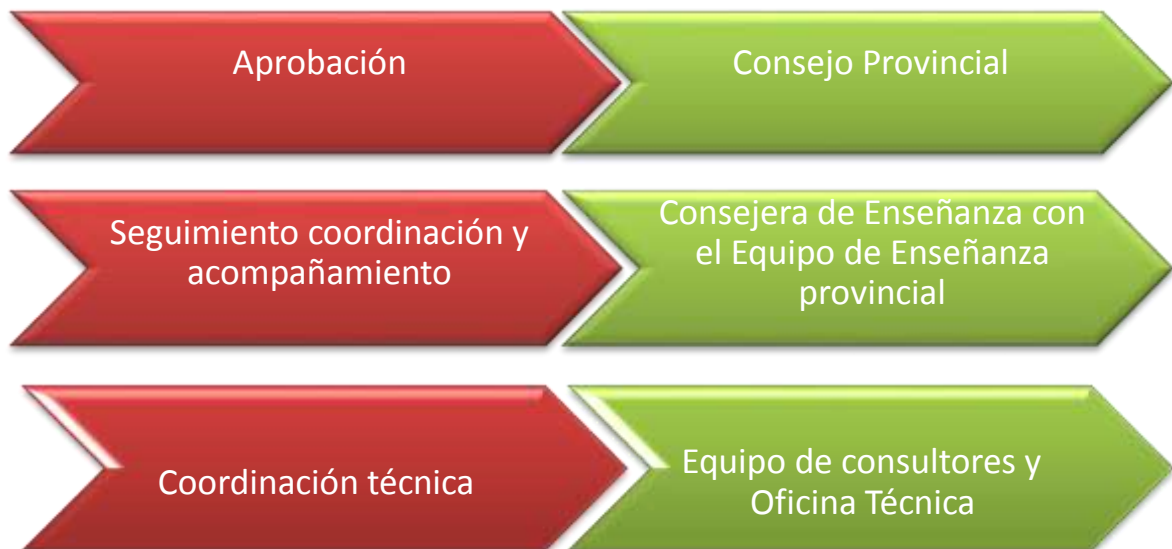 Aprobación
Consejo Provincial
Seguimiento coordinación y
acompañamiento
Consejera de Enseñanza con
el Equipo de Enseñanza
provincial
Coordinación técnica
Equipo de consultores y
Oficina Técnica